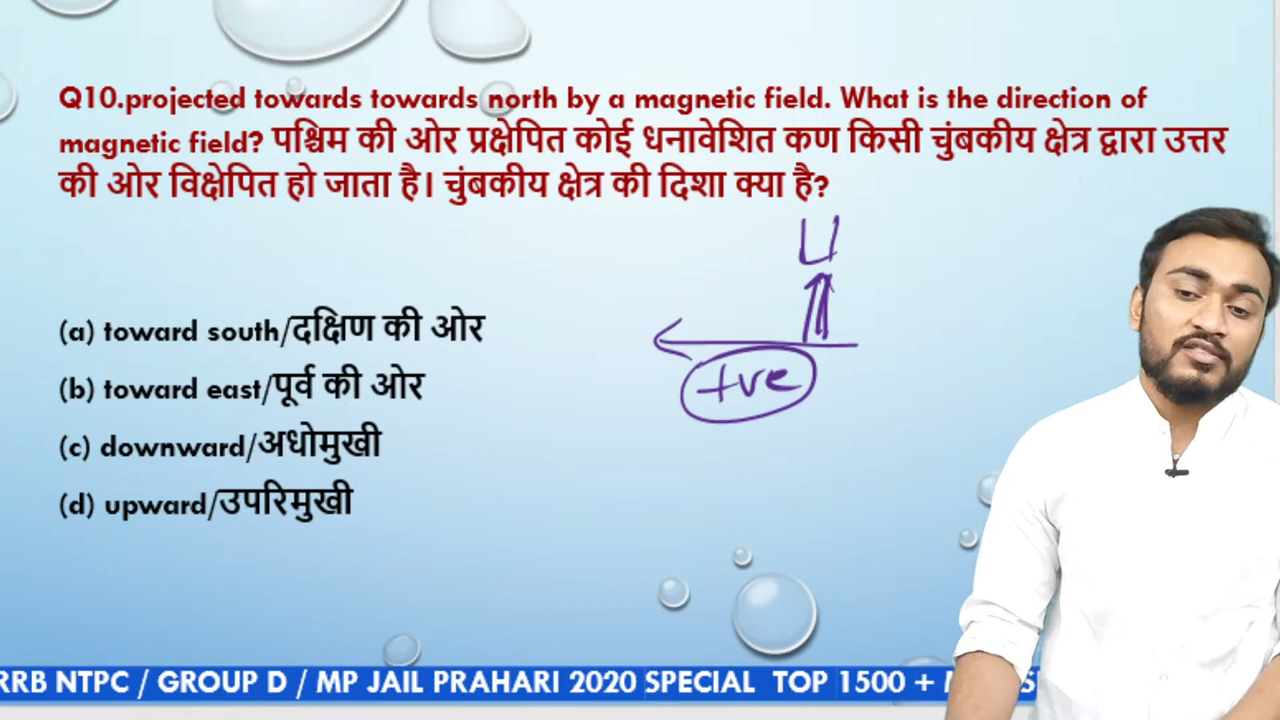 Q10.projected towards towards north by a magnetic field. What is the direction of
magnetic field? पश्चिम की ओर प्रक्षेपित कोई धनावेशित कण किसी चुंबकीय क्षेत्र द्वारा उत्तर
की ओर विक्षेपित हो जाता है। चुंबकीय क्षेत्र की दिशा क्या है?
(a) toward south/दक्षिण की ओर
(b) toward east/पूर्व की ओर
(c) downward/अधोमुखी
(d) upward/उपरिमुखी
+ve
RRB NTPC / GROUP D / MP JAIL PRAHARI 2020 SPECIAL TOP 1500 +